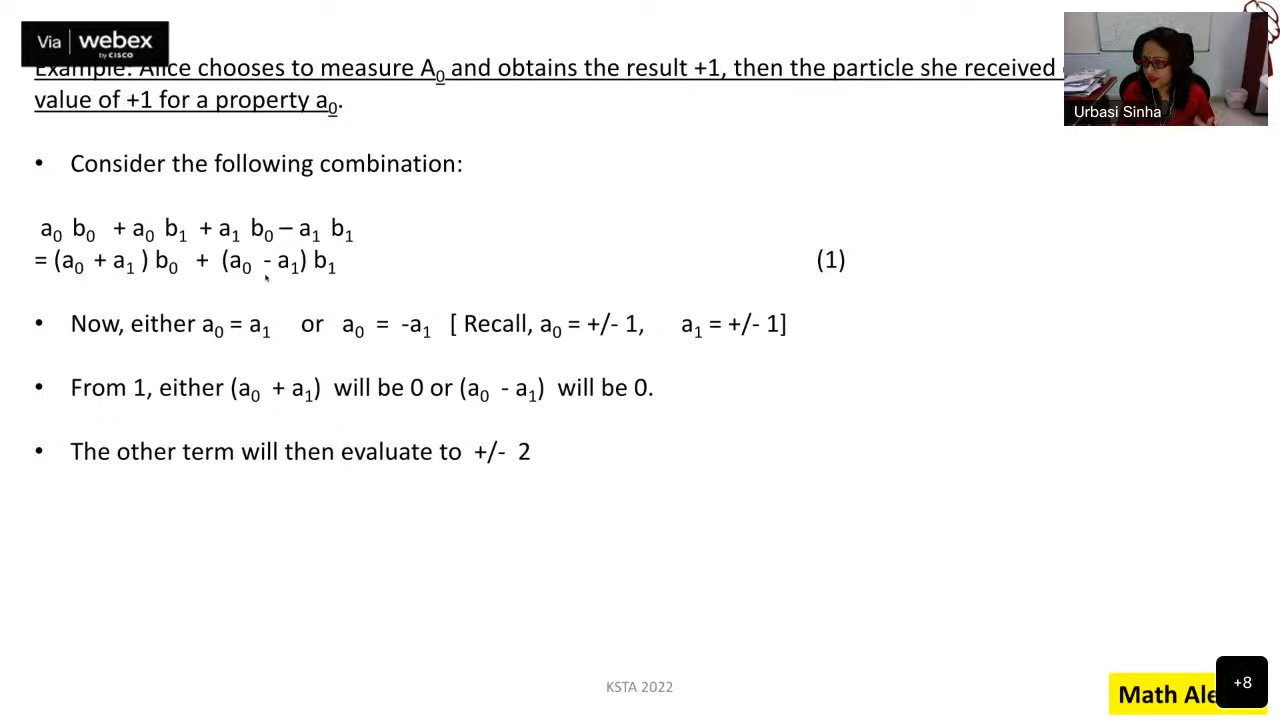 Via webex
by CISCO
Example: Alice chooses to measure A₀ and obtains the result +1, then the particle she received
value of +1 for a property a₀.
Urbasi Sinha
• Consider the following combination:
a₀ b₀ + a₀ b₁ + a₁ b₀ – a₁ b₁
= (a₀ + a₁ ) b₀ + (a₀ - a₁) b₁ (1)
• Now, either a₀ = a₁ or a₀ = -a₁ [ Recall, a₀ = +/- 1, a₁ = +/- 1]
• From 1, either (a₀ + a₁) will be 0 or (a₀ - a₁) will be 0.
• The other term will then evaluate to +/- 2
KSTA 2022
Math
+8